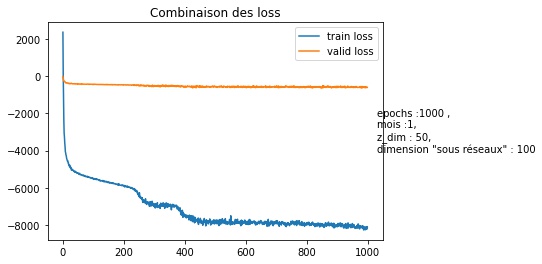 Combinaison des loss
train loss
valid loss
2000
0
−2000
−4000
−6000
−8000
epochs :1000 ,
mois :1,
z_dim : 50,
dimension "sous réseaux" : 100
0
200
400
600
800
1000